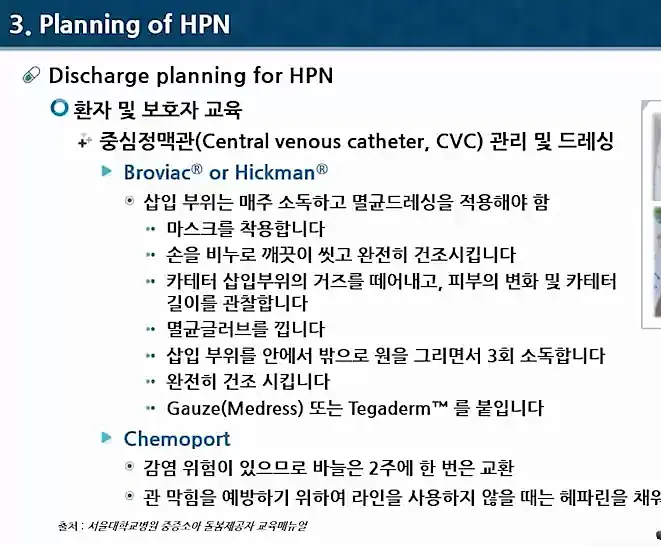 3. Planning of HPN
Discharge planning for HPN
환자 및 보호자 교육
중심정맥관(Central venous catheter, CVC) 관리 및 드레싱
Broviac® or Hickman®
삽입 부위는 매주 소독하고 멸균드레싱을 적용해야 함
마스크를 착용합니다
손을 비누로 깨끗이 씻고 완전히 건조시킵니다
카테터 삽입부위의 거즈를 떼어내고, 피부의 변화 및 카테터
길이를 관찰합니다
멸균글러브를 낍니다
삽입 부위를 안에서 밖으로 원을 그리면서 3회 소독합니다
완전히 건조 시킵니다
Gauze(Medress) 또는 Tegaderm™ 를 붙입니다
Chemoport
감염 위험이 있으므로 바늘은 2주에 한 번은 교환
관 막힘을 예방하기 위하여 라인을 사용하지 않을 때는 헤파린을 채워
출처 : 서울대학교병원 중증소아 돌봄제공자 교육매뉴얼